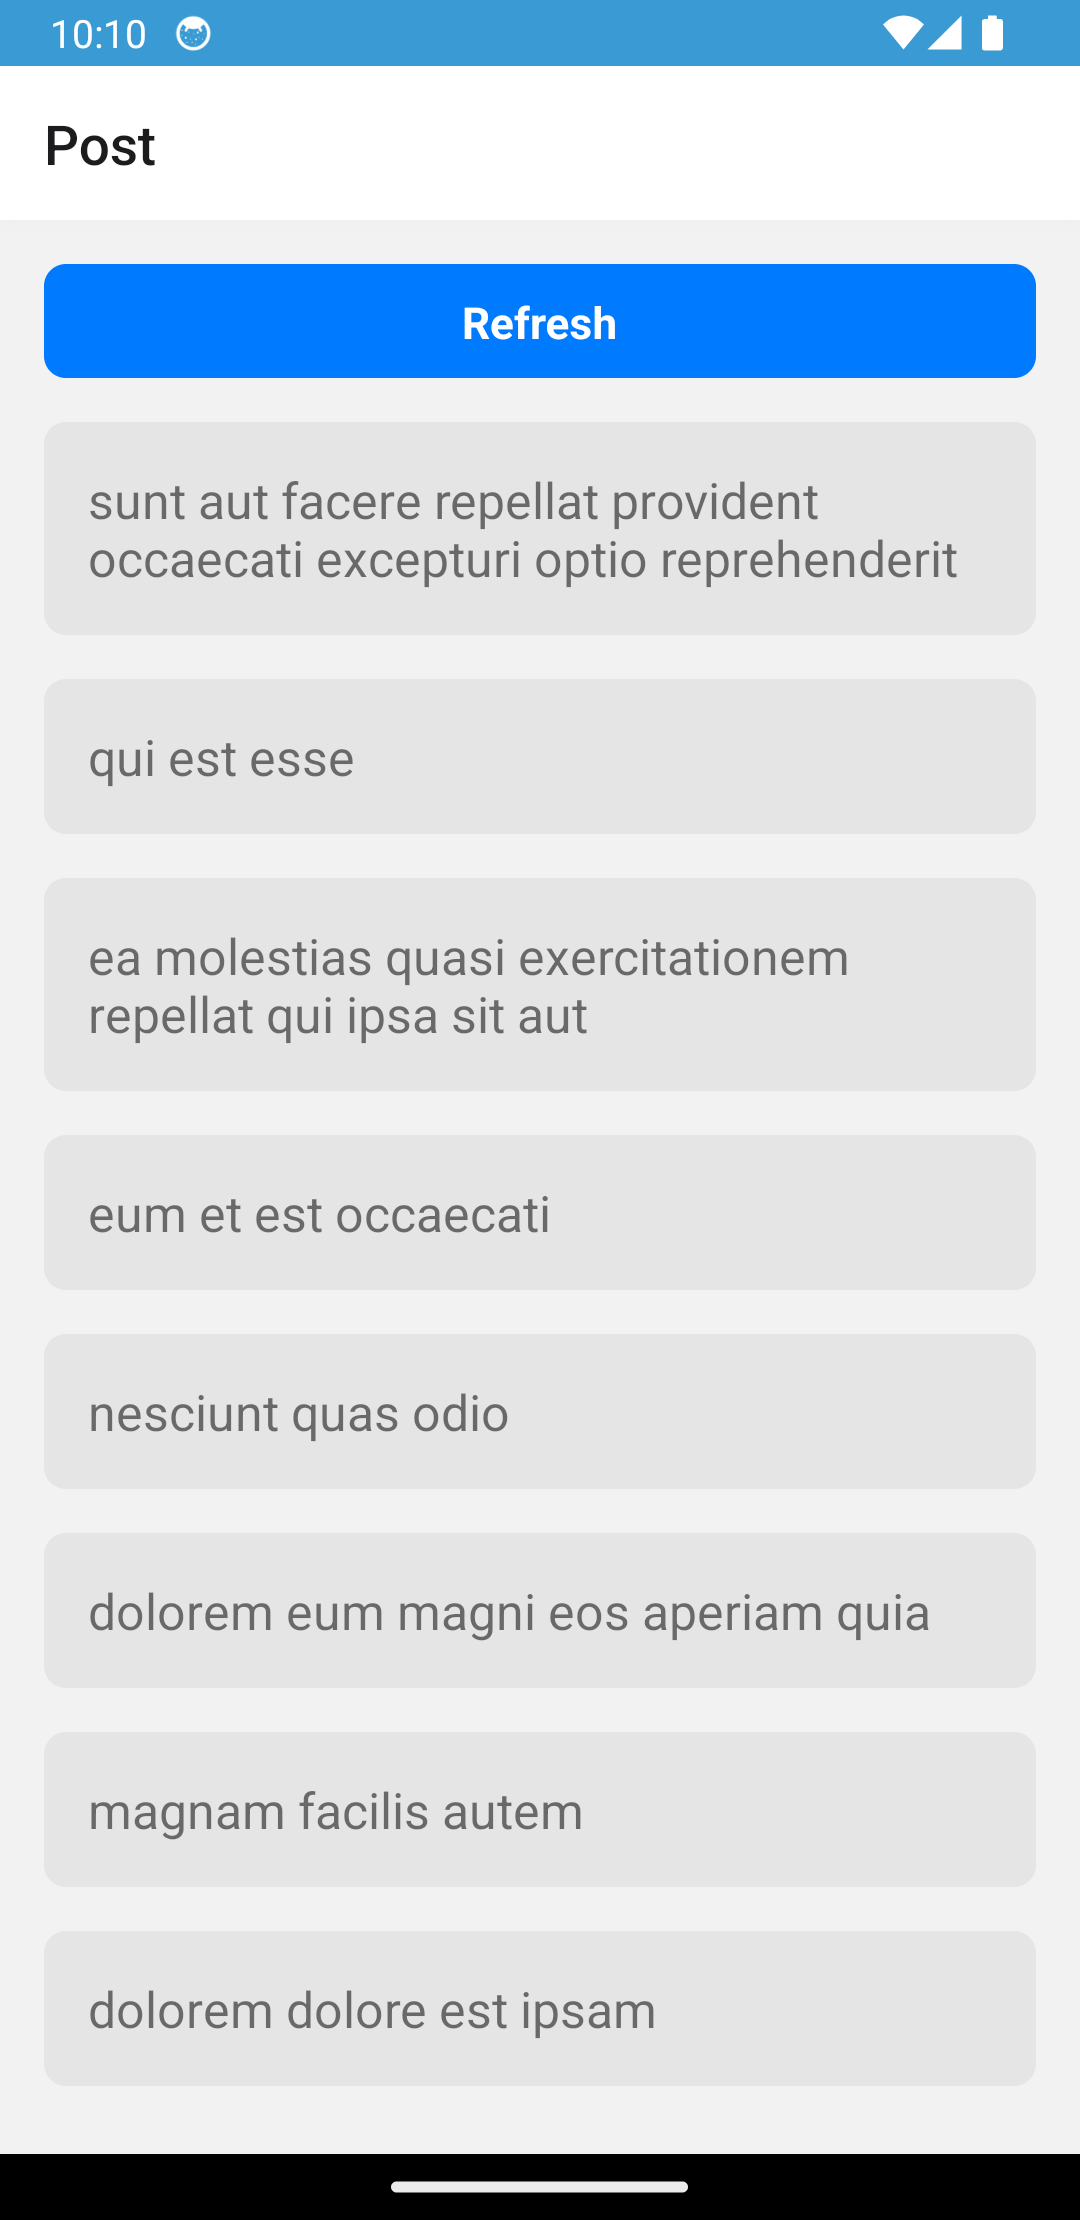 10:10
Post
Refresh
sunt aut facere repellat provident
occaecati excepturi optio reprehenderit
qui est esse
ea molestias quasi exercitationem
repellat qui ipsa sit aut
eum et est occaecati
nesciunt quas odio
dolorem eum magni eos aperiam quia
magnam facilis autem
dolorem dolore est ipsam